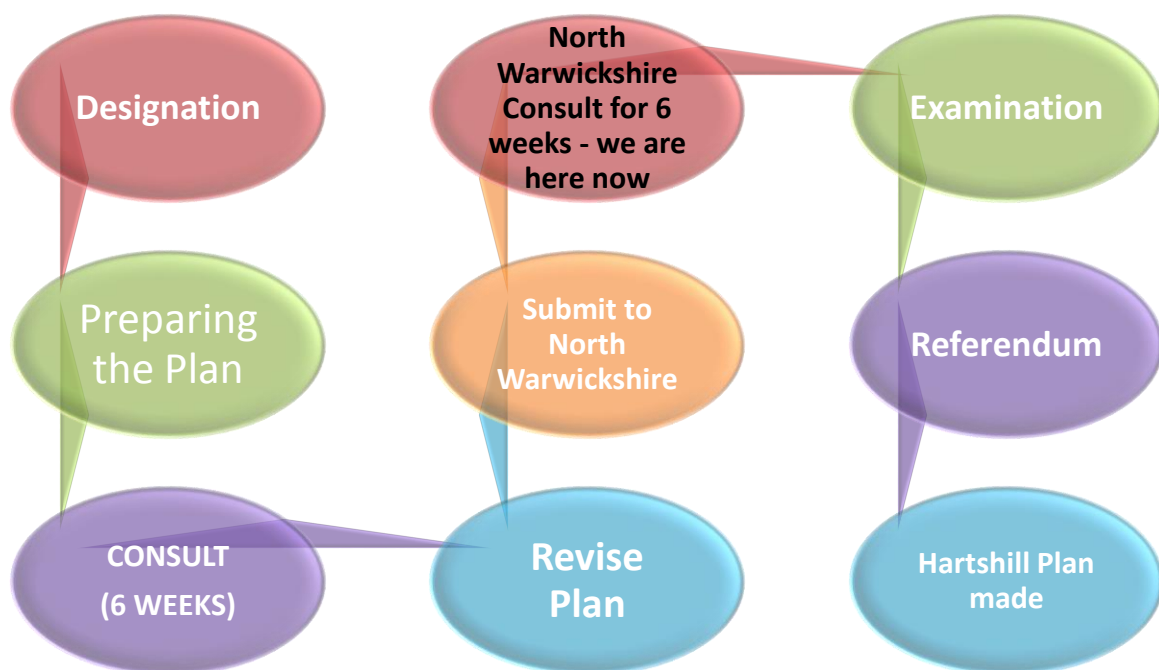 Designation
Preparing
the Plan
CONSULT
(6 WEEKS)
Revise
Plan
Submit to
North
Warwickshire
North
Warwickshire
Consult for 6
weeks - we are
here now
Examination
Referendum
Hartshill Plan
made